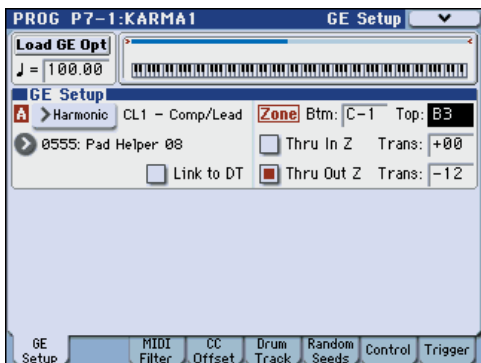 PROG P7-1:KARMA1 GE Setup
Load GE Opt
♩= 100.00
GE Setup
A >Harmonic CL1 - Comp/Lead Zone Btm: C-1 Top: B3
0555: Pad Helper 08 Thru In Z Trans: +00
Link to DT Thru Out Z Trans: -12
GE Setup MIDI Filter CC Offset Drum Track Random Seeds Control Trigger